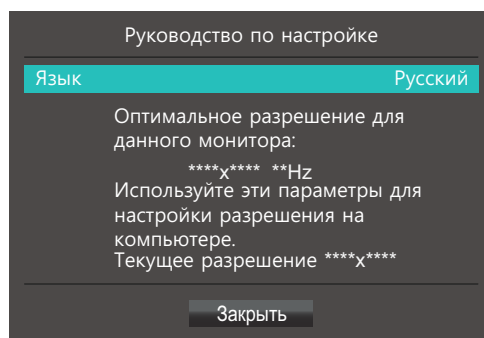 Руководство по настройке
Язык Русский
Оптимальное разрешение для
данного монитора:
****x**** **Hz
Используйте эти параметры для
настройки разрешения на
компьютере.
Текущее разрешение ****x****
Закрыть